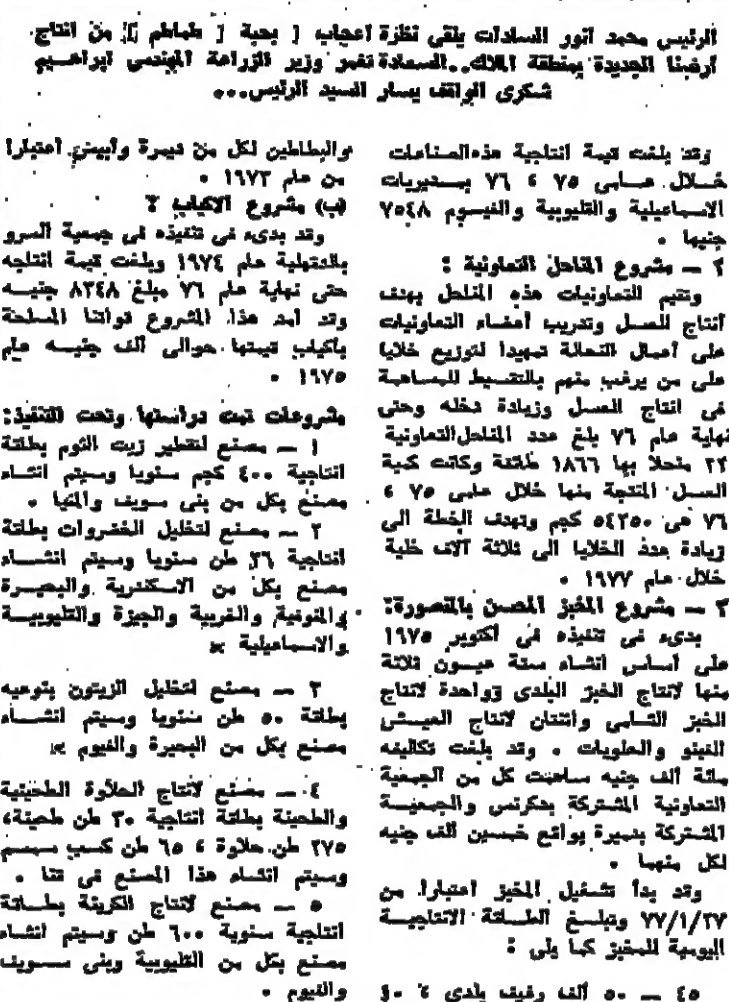 الرئيس محمد أنور السادات يلقى نظرة اعجاب [ بحبة [ طماطم ]] من انتاج
أرضنا الجديدة بمنطقة الملاك..السعادة تغمر وزير الزراعة المهندس ابراهيم
شكرى الواقف يسار السيد الرئيس...
وقد بلغت قيمة انتاجية هذه الصناعات
خلال عامى ٧٥ ، ٧٦ بمديريات
الاسماعيلية والقليوبية والفيوم ٧٥٤٨
جنيها .
٢ — مشروع المناحل التعاونية :
وتقيم التعاونيات هذه المناحل بهدف
أنتاج العسل وتدريب أعضاء التعاونيات
على أعمال النحالة تمهيدا لتوزيع خلايا
على من يرغب منهم بالتقسيط للمساهمة
فى انتاج العسل وزيادة دخله وحتى
نهاية عام ٧٦ بلغ عدد المناحل التعاونية
٢٢ منحلا بها ١٨٦٦ طائفة وكانت كمية
العسل المنتجة منها خلال عامى ٧٥ ،
٧٦ هى ٥٤٢٥٠ كجم وتهدف الخطة الى
زيادة عدد الخلايا الى ثلاثة آلاف خلية
خلال عام ١٩٧٧ .
٣ — مشروع المخبز المحسن بالمنصورة:
بدىء فى تنفيذه فى أكتوبر ١٩٧٥
على أساس انشاء ستة عيون ثلاثة
منها لانتاج الخبز البلدى وواحدة لانتاج
الخبز الشامى واثنتان لانتاج العيش
الفينو والحلويات . وقد بلغت تكاليفه
مائة ألف جنيه ساهمت كل من الجمعية
التعاونية المشتركة بدكرنس والجمعية
المشتركة بنميرة بواقع خمسين ألف جنيه
لكل منهما .
وقد بدأ تشغيل المخبز اعتبارا من
٧٧/١/٢٧ وتبلغ الطاقة الانتاجية
اليومية للمخبز كما يلى :
٤٥ — ٥٠ ألف رغيف بلدى ، ٤٠
والبطاطين لكل من نميرة وأبيس اعتبارا
من عام ١٩٧٣ .
(ب) مشروع الاكياب :
وقد بدىء فى تنفيذه فى جمعية السرو
بالدقهلية عام ١٩٧٤ وبلغت قيمة انتاجه
حتى نهاية عام ٧٦ مبلغ ٨٣٤٨ جنيه
وقد أمد هذا المشروع قواتنا المسلحة
بأكياب قيمتها حوالى ألف جنيه عام
١٩٧٥ .
مشروعات تمت دراستها وتحت التنفيذ:
١ — مصنع لتقطير زيت الثوم بطاقة
انتاجية ٤٠٠ كجم سنويا وسيتم انشاء
مصنع بكل من بنى سويف والمنيا .
٢ — مصنع لتخليل الخضروات بطاقة
انتاجية ٣٦ طن سنويا وسيتم انشاء
مصنع بكل من الاسكندرية والبحيرة
والمنوفية والغربية والجيزة والقليوبية
والاسماعيلية .
٣ — مصنع لتخليل الزيتون بنوعيه
بطاقة ٥٠ طن سنويا وسيتم انشاء
مصنع بكل من البحيرة والفيوم .
٤ — مصنع لانتاج الحلاوة الطحينية
والطحينة بطاقة انتاجية ٣٠ طن طحينة،
٢٧٥ طن حلاوة ، ٦٥ طن كسب سمسم
وسيتم انشاء هذا المصنع فى قنا .
٥ — مصنع لانتاج الكرينة بطاقة
انتاجية سنوية ٦٠٠ طن وسيتم انشاء
مصنع بكل من القليوبية وبنى سويف
والفيوم .